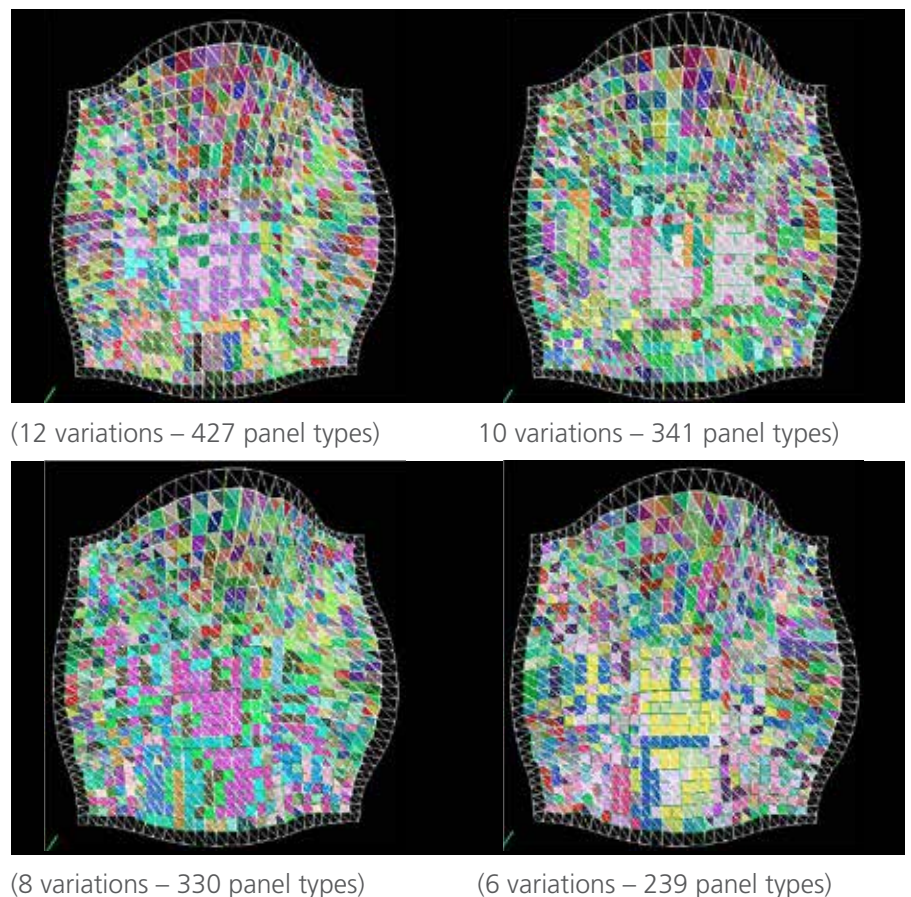 (12 variations – 427 panel types)
10 variations – 341 panel types)
(8 variations – 330 panel types)
(6 variations – 239 panel types)